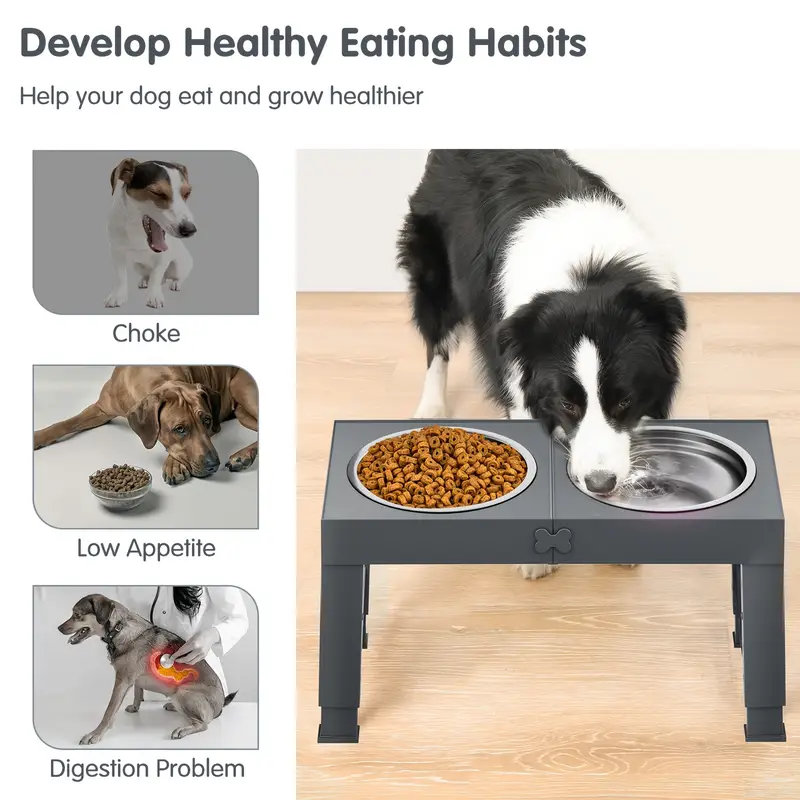 Develop Healthy Eating Habits
Help your dog eat and grow healthier
Choke
Low Appetite
Digestion Problem